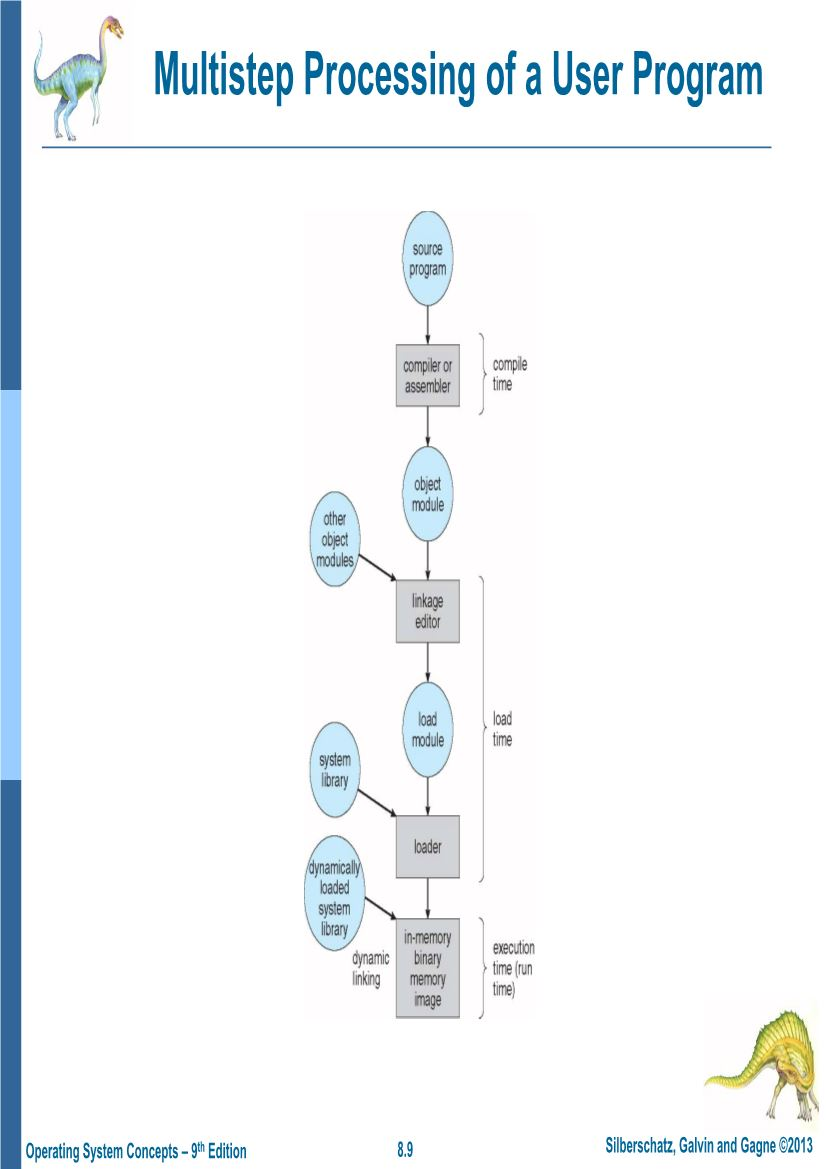 Multistep Processing of a User Program
source
program
compiler or
assembler
compile
time
object
module
other
object
modules
linkage
editor
load
module
load
time
system
library
loader
dynamically
loaded
system
library
dynamic
linking
in-memory
binary
memory
image
execution
time (run
time)
Operating System Concepts – 9th Edition
8.9
Silberschatz, Galvin and Gagne ©2013